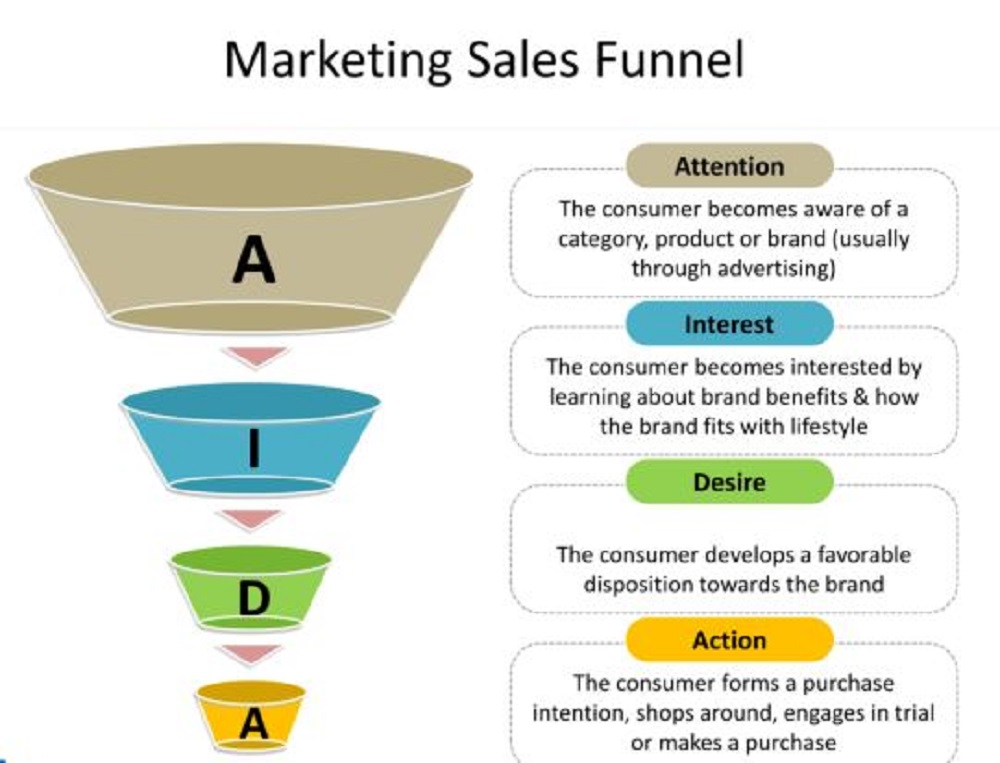 Marketing Sales Funnel
A
Attention
The consumer becomes aware of a
category, product or brand (usually
through advertising)
I
Interest
The consumer becomes interested by
learning about brand benefits & how
the brand fits with lifestyle
D
Desire
The consumer develops a favorable
disposition towards the brand
A
Action
The consumer forms a purchase
intention, shops around, engages in trial
or makes a purchase